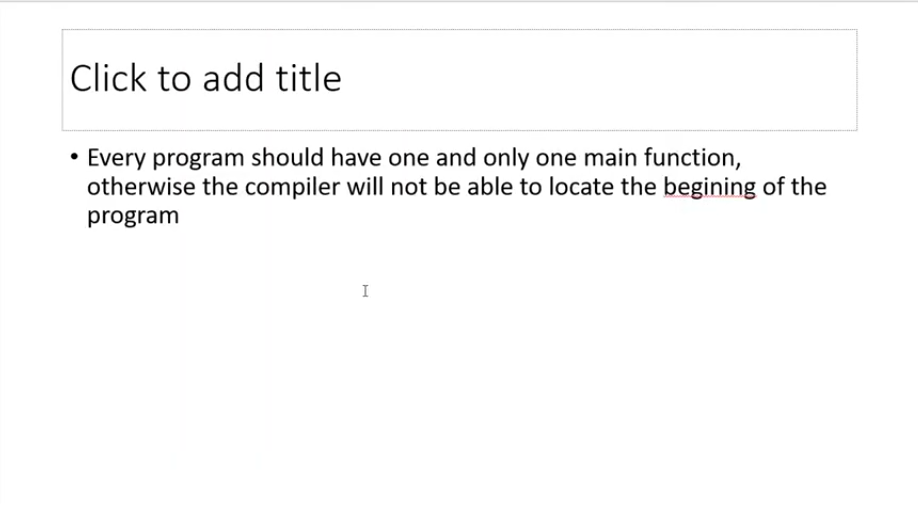 Click to add title
• Every program should have one and only one main function,
otherwise the compiler will not be able to locate the begining of the
program